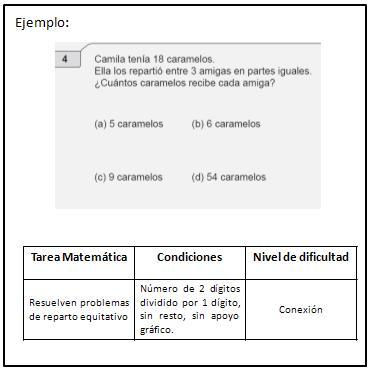 Ejemplo:
4
Camila tenía 18 caramelos.
Ella los repartió entre 3 amigas en partes iguales.
¿Cuántos caramelos recibe cada amiga?
(a) 5 caramelos (b) 6 caramelos
(c) 9 caramelos (d) 54 caramelos
Tarea Matemática Condiciones Nivel de dificultad
Resuelven problemas
de reparto equitativo
Número de 2 dígitos
dividido por 1 dígito,
sin resto, sin apoyo
gráfico.
Conexión